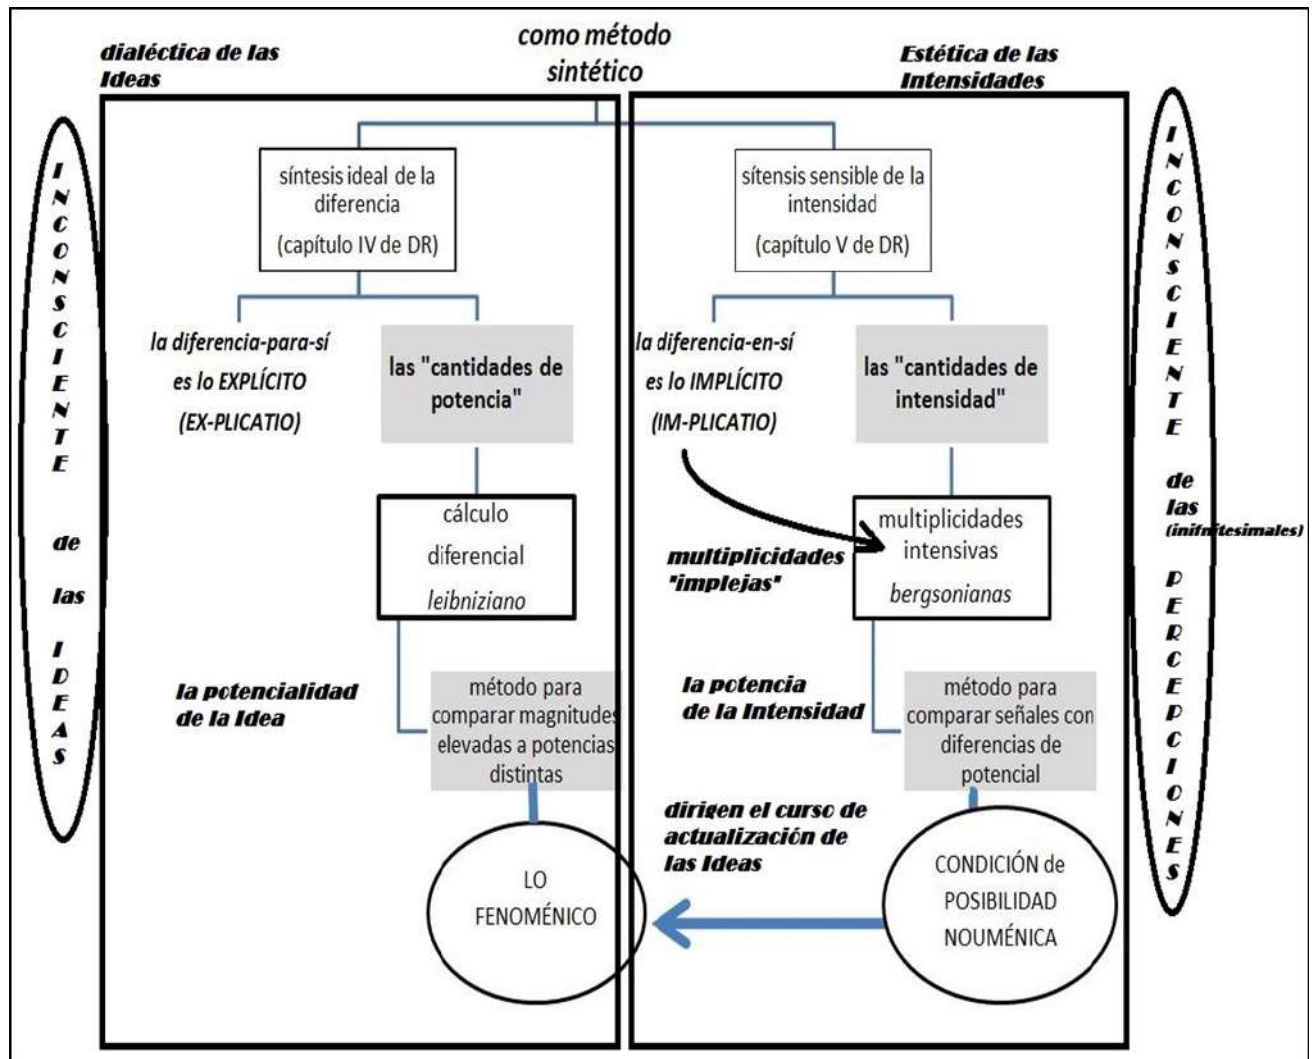 como método
sintético
dialéctica de las
Ideas
síntesis ideal de la
diferencia
(capítulo IV de DR)
la diferencia-para-sí
es lo EXPLÍCITO
(EX-PLICATIO)
las "cantidades de
potencia"
cálculo
diferencial
leibniziano
la potencialidad
de la Idea
método para
comparar magnitudes
elevadas a potencias
distintas
LO
FENOMÉNICO
INCONSCIENTE
de
las
IDEAS
Estética de las
Intensidades
sítensis sensible de la
intensidad
(capítulo V de DR)
la diferencia-en-sí
es lo IMPLÍCITO
(IM-PLICATIO)
las "cantidades de
intensidad"
multiplicidades
"implejas"
multiplicidades
intensivas
bergsonianas
la potencia
de la Intensidad
método para
comparar señales con
diferencias de
potencial
dirigen el curso de
actualización de
las Ideas
CONDICIÓN de
POSIBILIDAD
NOUMÉNICA
INCONSCIENTE
de
las
(inifnitesimales)
PERCEPCIONES